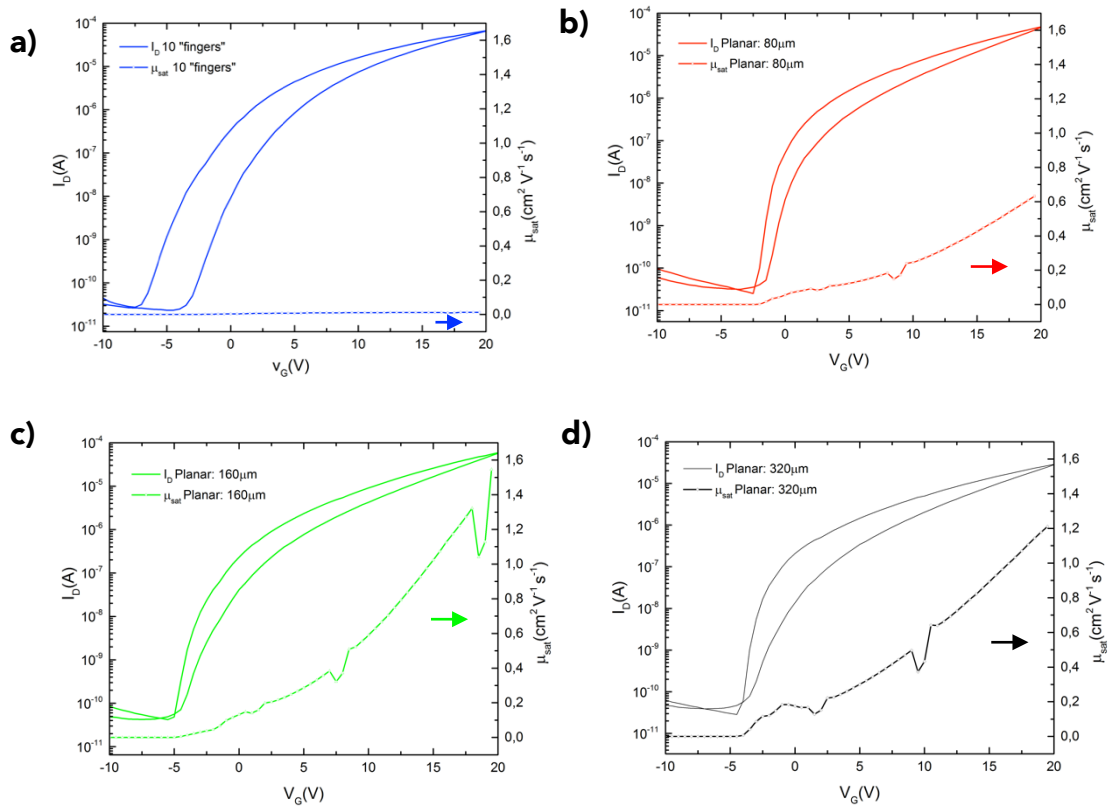 a)
I_D 10 "fingers"
μ_sat 10 "fingers"
10⁻⁴
10⁻⁵
10⁻⁶
10⁻⁷
10⁻⁸
10⁻⁹
10⁻¹⁰
10⁻¹¹
I_D(A)
1,6
1,4
1,2
1,0
0,8
0,6
0,4
0,2
0,0
μ_sat(cm² V⁻¹ s⁻¹)
-10 -5 0 5 10 15 20
v_G(V)
b)
I_D Planar: 80μm
μ_sat Planar: 80μm
10⁻⁴
10⁻⁵
10⁻⁶
10⁻⁷
10⁻⁸
10⁻⁹
10⁻¹⁰
10⁻¹¹
I_D(A)
1,6
1,4
1,2
1,0
0,8
0,6
0,4
0,2
0,0
μ_sat(cm² V⁻¹ s⁻¹)
-10 -5 0 5 10 15 20
V_G(V)
c)
I_D Planar: 160μm
μ_sat Planar: 160μm
10⁻⁴
10⁻⁵
10⁻⁶
10⁻⁷
10⁻⁸
10⁻⁹
10⁻¹⁰
10⁻¹¹
I_D(A)
1,6
1,4
1,2
1,0
0,8
0,6
0,4
0,2
0,0
μ_sat(cm² V⁻¹ s⁻¹)
-10 -5 0 5 10 15 20
V_G(V)
d)
I_D Planar: 320μm
μ_sat Planar: 320μm
10⁻⁴
10⁻⁵
10⁻⁶
10⁻⁷
10⁻⁸
10⁻⁹
10⁻¹⁰
10⁻¹¹
I_D(A)
1,6
1,4
1,2
1,0
0,8
0,6
0,4
0,2
0,0
μ_sat(cm² V⁻¹ s⁻¹)
-10 -5 0 5 10 15 20
V_G(V)